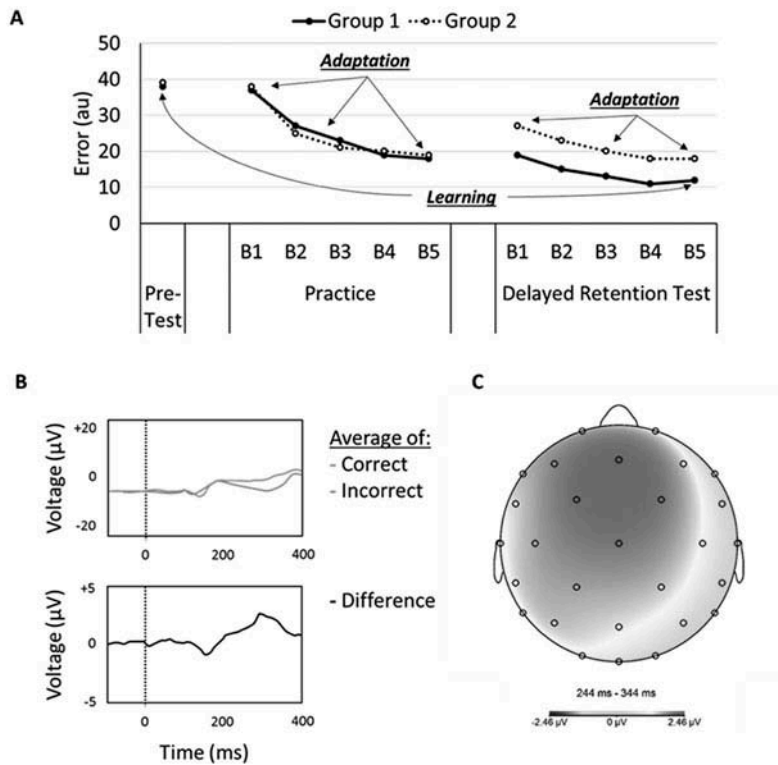 A
Group 1 Group 2
50
40
30
20
10
0
Error (au)
Adaptation
Adaptation
Learning
B1 B2 B3 B4 B5 B1 B2 B3 B4 B5
Pre-
Test
Practice
Delayed Retention Test
B
+20
0
-20
Voltage (μV)
0 200 400
Average of:
- Correct
- Incorrect
+5
0
-5
Voltage (μV)
- Difference
0 200 400
Time (ms)
C
244 ms - 344 ms
-2.46 μV 0 μV 2.46 μV